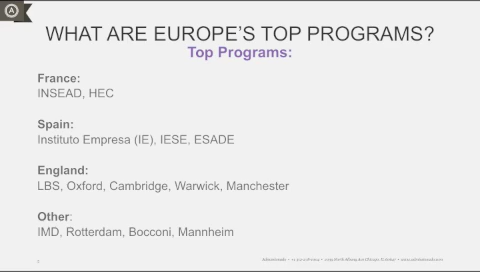 A
WHAT ARE EUROPE'S TOP PROGRAMS?
Top Programs:
France:
INSEAD, HEC
Spain:
Instituto Empresa (IE), IESE, ESADE
England:
LBS, Oxford, Cambridge, Warwick, Manchester
Other:
IMD, Rotterdam, Bocconi, Mannheim